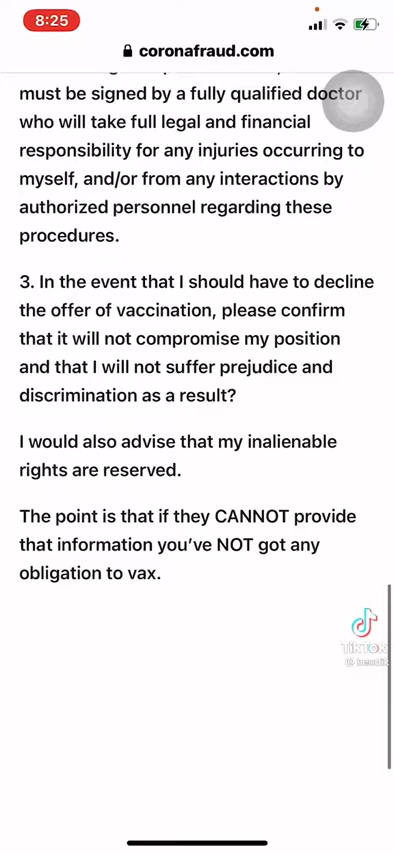 8:25
coronafraud.com
must be signed by a fully qualified doctor
who will take full legal and financial
responsibility for any injuries occurring to
myself, and/or from any interactions by
authorized personnel regarding these
procedures.
3. In the event that I should have to decline
the offer of vaccination, please confirm
that it will not compromise my position
and that I will not suffer prejudice and
discrimination as a result?
I would also advise that my inalienable
rights are reserved.
The point is that if they CANNOT provide
that information you've NOT got any
obligation to vax.
TikTok